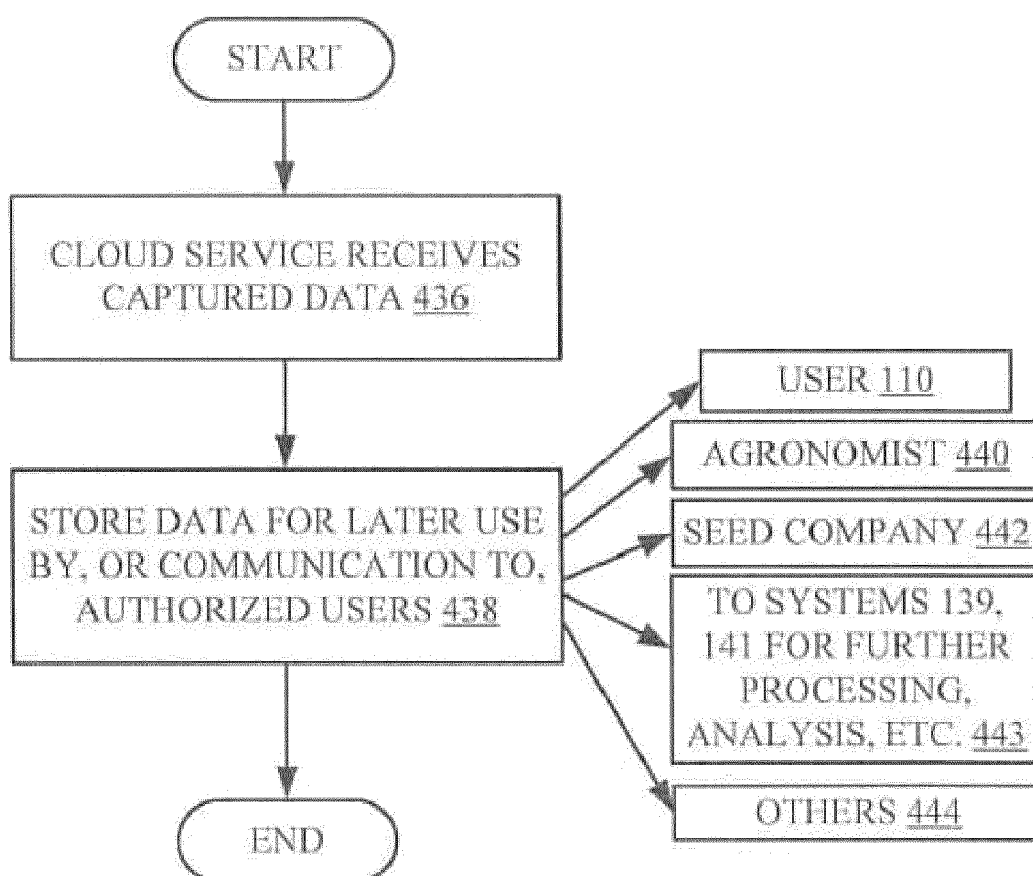 START
CLOUD SERVICE RECEIVES
CAPTURED DATA 436
STORE DATA FOR LATER USE
BY, OR COMMUNICATION TO,
AUTHORIZED USERS 438
USER 110
AGRONOMIST 440
SEED COMPANY 442
TO SYSTEMS 139,
141 FOR FURTHER
PROCESSING,
ANALYSIS, ETC. 443
OTHERS 444
END